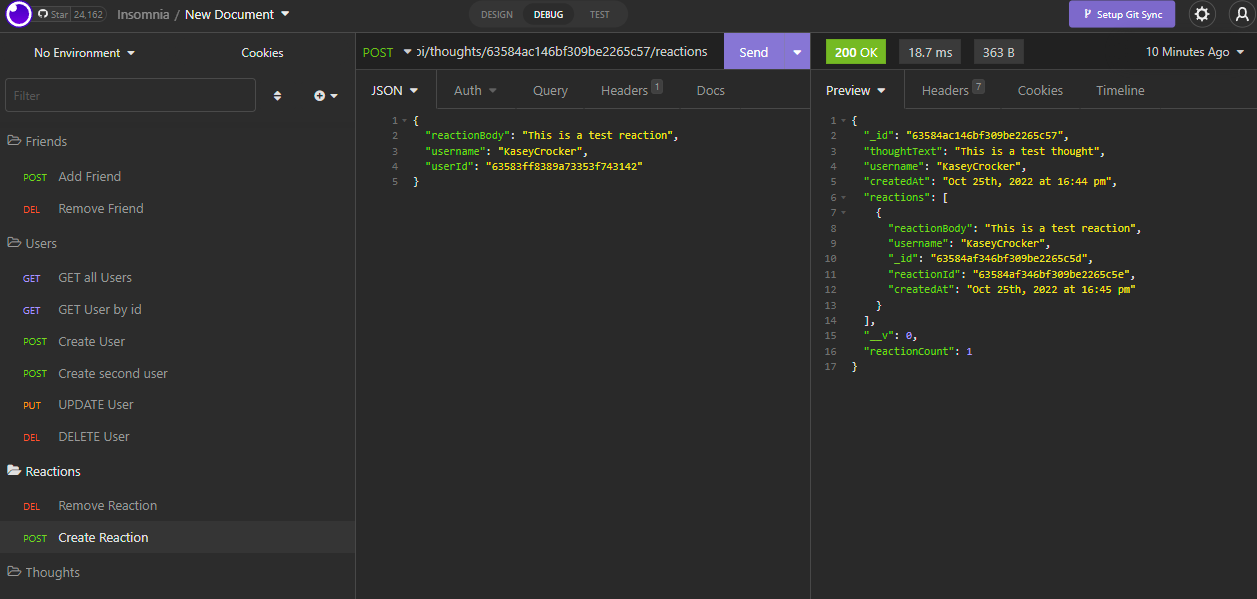 Star 24,162 Insomnia / New Document DESIGN DEBUG TEST Setup Git Sync
No Environment Cookies
Filter
Friends
POST Add Friend
DEL Remove Friend
Users
GET GET all Users
GET GET User by id
POST Create User
POST Create second user
PUT UPDATE User
DEL DELETE User
Reactions
DEL Remove Reaction
POST Create Reaction
Thoughts
POST pi/thoughts/63584ac146bf309be2265c57/reactions Send
JSON Auth Query Headers 1 Docs
1 {
2 "reactionBody": "This is a test reaction",
3 "username": "KaseyCrocker",
4 "userId": "63583ff8389a73353f743142"
5 }
200 OK 18.7 ms 363 B 10 Minutes Ago
Preview Headers 7 Cookies Timeline
1 {
2 "_id": "63584ac146bf309be2265c57",
3 "thoughtText": "This is a test thought",
4 "username": "KaseyCrocker",
5 "createdAt": "Oct 25th, 2022 at 16:44 pm",
6 "reactions": [
7 {
8 "reactionBody": "This is a test reaction",
9 "username": "KaseyCrocker",
10 "_id": "63584af346bf309be2265c5d",
11 "reactionId": "63584af346bf309be2265c5e",
12 "createdAt": "Oct 25th, 2022 at 16:45 pm"
13 }
14 ],
15 "__v": 0,
16 "reactionCount": 1
17 }